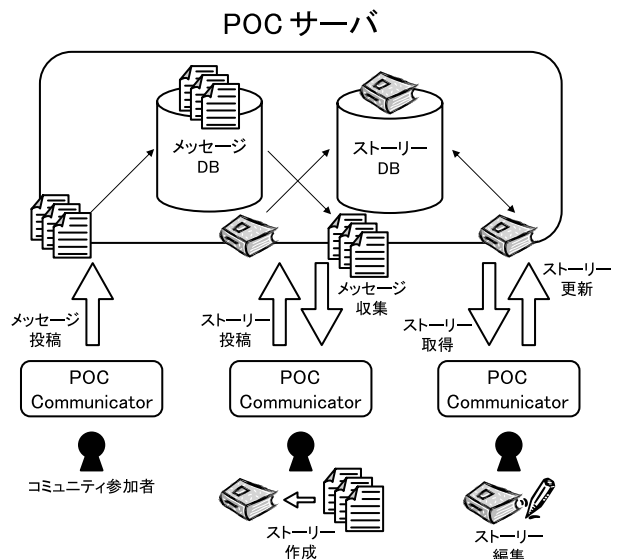 POC サーバ
メッセージ
DB
ストーリー
DB
メッセージ
投稿
ストーリー
投稿
メッセージ
収集
ストーリー
取得
ストーリー
更新
POC
Communicator
POC
Communicator
POC
Communicator
コミュニティ参加者
ストーリー
作成
ストーリー
編集